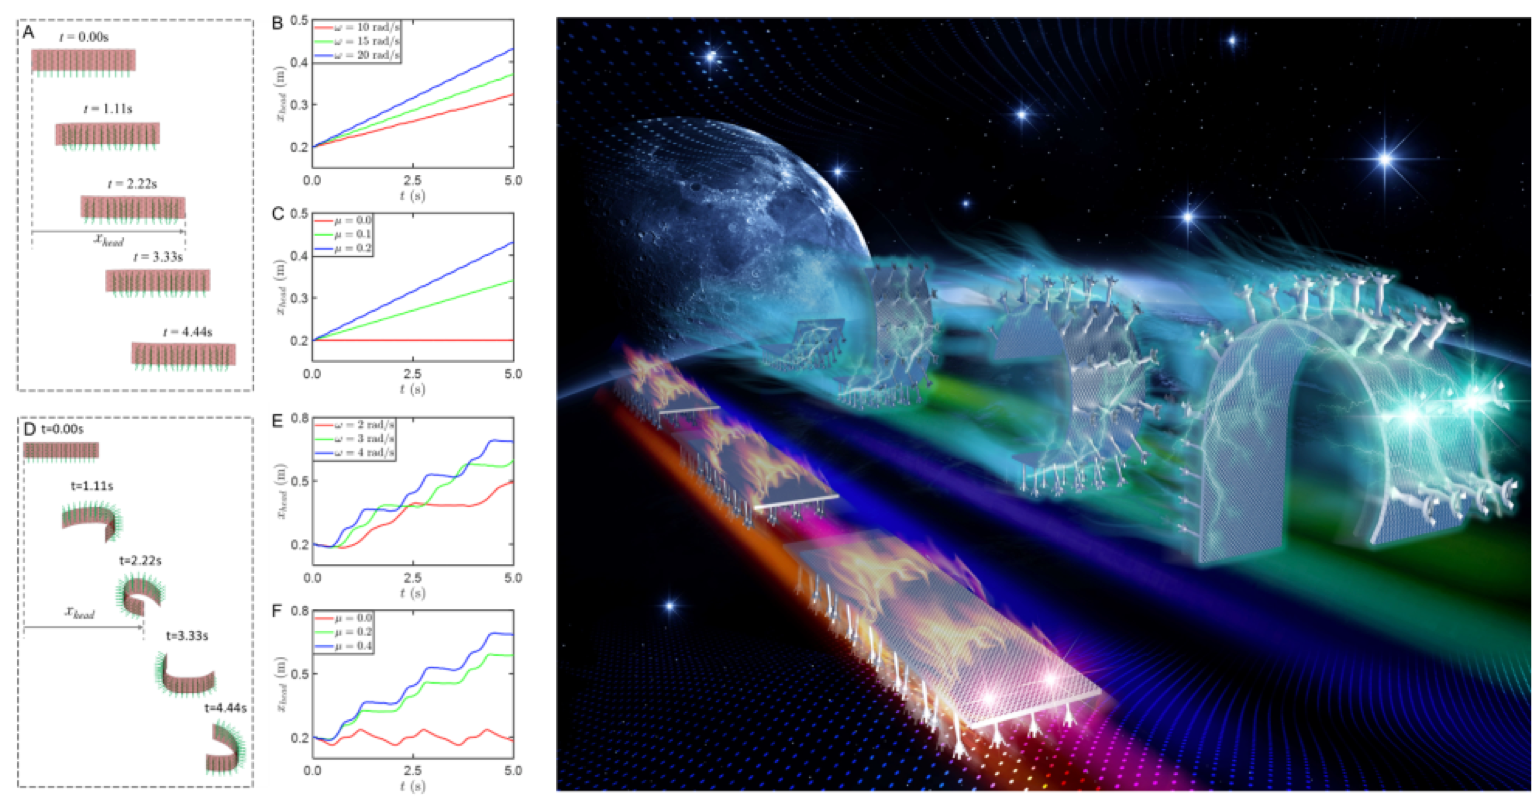 A
t = 0.00s
t = 1.11s
t = 2.22s
x_head
t = 3.33s
t = 4.44s
B
0.5
0.4
0.3
0.2
x_head (m)
ω = 10 rad/s
ω = 15 rad/s
ω = 20 rad/s
0.0 2.5 5.0
t (s)
C
0.5
0.4
0.3
0.2
x_head (m)
μ = 0.0
μ = 0.1
μ = 0.2
0.0 2.5 5.0
t (s)
D
t=0.00s
t=1.11s
t=2.22s
x_head
t=3.33s
t=4.44s
E
0.8
0.5
0.2
x_head (m)
ω = 2 rad/s
ω = 3 rad/s
ω = 4 rad/s
0.0 2.5 5.0
t (s)
F
0.8
0.5
0.2
x_head (m)
μ = 0.0
μ = 0.2
μ = 0.4
0.0 2.5 5.0
t (s)